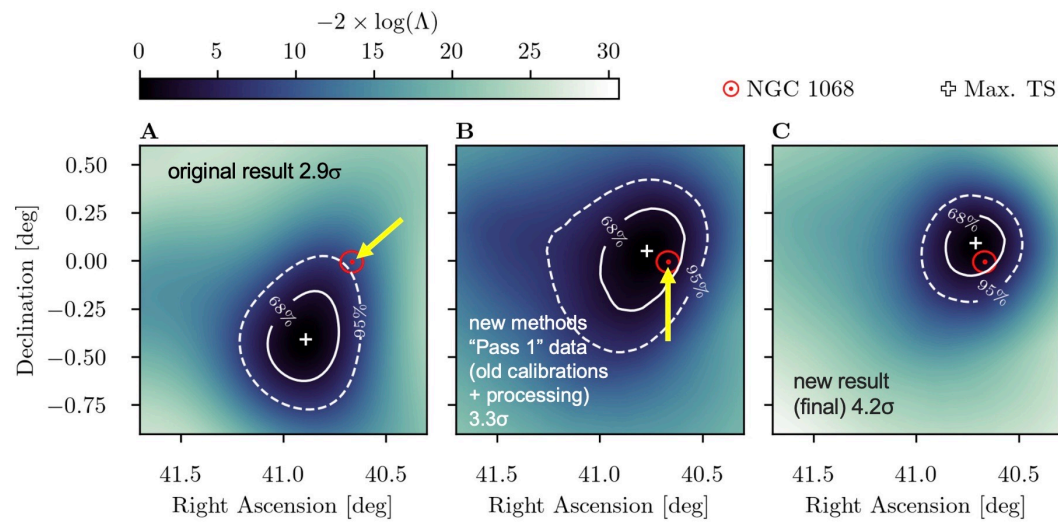 −2 × log(Λ)
0 5 10 15 20 25 30
NGC 1068
Max. TS
A
B
C
original result 2.9σ
68%
95%
68%
95%
68%
95%
new methods
“Pass 1” data
(old calibrations
+ processing)
3.3σ
new result
(final) 4.2σ
Declination [deg]
0.50
0.25
0.00
−0.25
−0.50
−0.75
41.5 41.0 40.5
41.5 41.0 40.5
41.5 41.0 40.5
Right Ascension [deg]
Right Ascension [deg]
Right Ascension [deg]